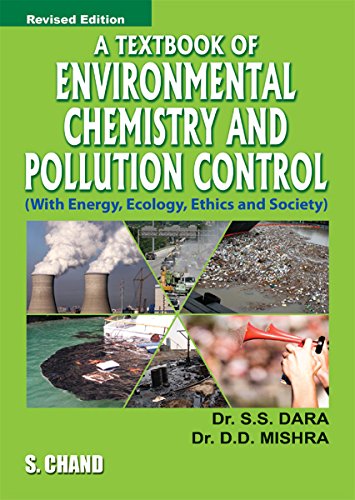 Revised Edition
A TEXTBOOK OF
ENVIRONMENTAL
CHEMISTRY AND
POLLUTION CONTROL
(With Energy, Ecology, Ethics and Society)
Dr. S.S. DARA
Dr. D.D. MISHRA
S. CHAND